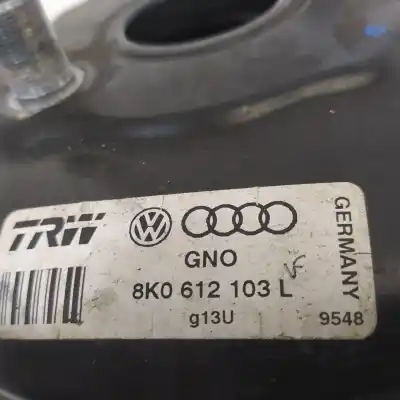 TRW
GNO
8K0 612 103 L
g13U
GERMANY
9548